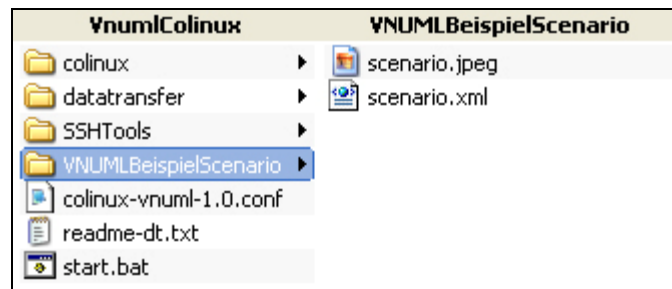 VnumlColinux
colinux
datatransfer
SSHTools
VNUMLBeispielScenario
colinux-vnuml-1.0.conf
readme-dt.txt
start.bat
VNUMLBeispielScenario
scenario.jpeg
scenario.xml